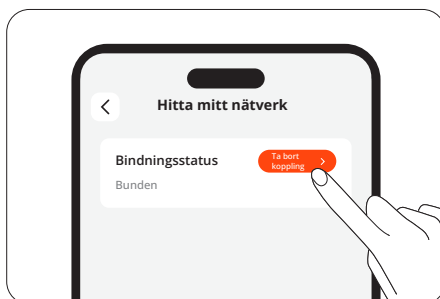 Hitta mitt nätverk
Bindningsstatus
Ta bort
koppling
Bunden